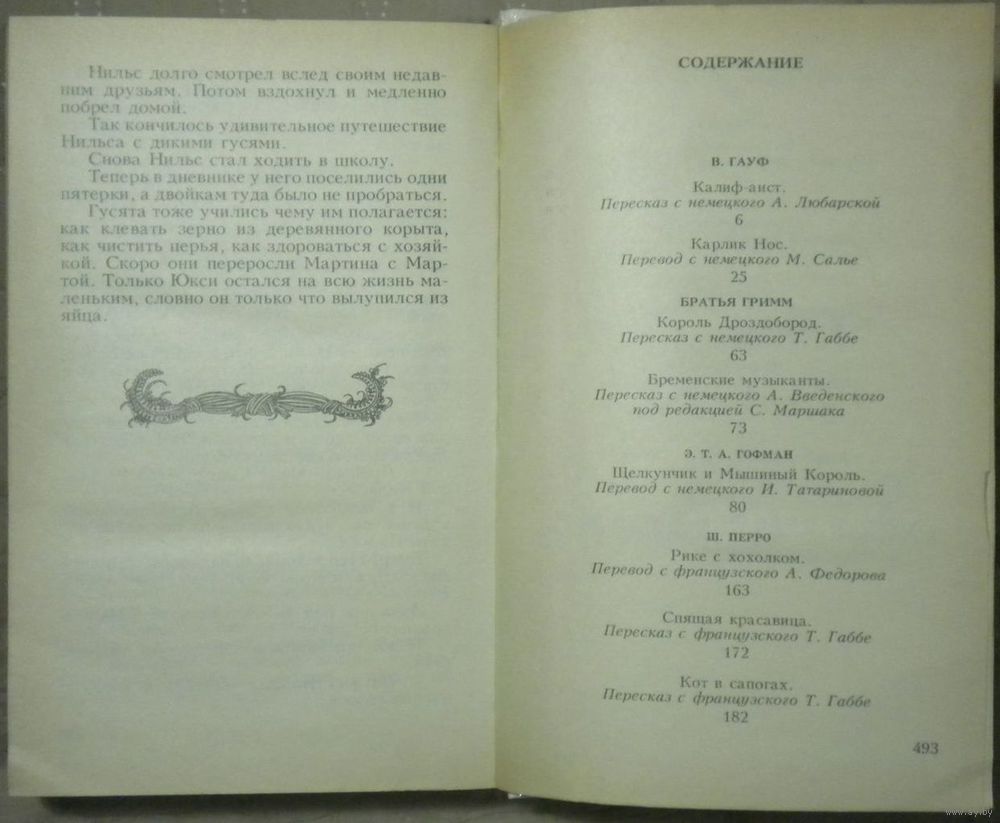 Нильс долго смотрел вслед своим недав-
ним друзьям. Потом вздохнул и медленно
побрел домой.
Так кончилось удивительное путешествие
Нильса с дикими гусями.
Снова Нильс стал ходить в школу.
Теперь в дневнике у него поселились одни
пятерки, а двойкам туда было не пробраться.
Гусята тоже учились чему им полагается:
как клевать зерно из деревянного корыта,
как чистить перья, как здороваться с хозяй-
кой. Скоро они переросли Мартина с Мар-
той. Только Юкси остался на всю жизнь ма-
леньким, словно он только что вылупился из
яйца.
СОДЕРЖАНИЕ
В. ГАУФ
Калиф-аист.
Пересказ с немецкого А. Любарской
6
Карлик Нос.
Перевод с немецкого М. Салье
25
БРАТЬЯ ГРИММ
Король Дроздобород.
Пересказ с немецкого Т. Габбе
63
Бременские музыканты.
Пересказ с немецкого А. Введенского
под редакцией С. Маршака
73
Э. Т. А. ГОФМАН
Щелкунчик и Мышиный Король.
Перевод с немецкого И. Татариновой
80
Ш. ПЕРРО
Рике с хохолком.
Перевод с французского А. Федорова
163
Спящая красавица.
Пересказ с французского Т. Габбе
172
Кот в сапогах.
Пересказ с французского Т. Габбе
182
493
www.ay.by